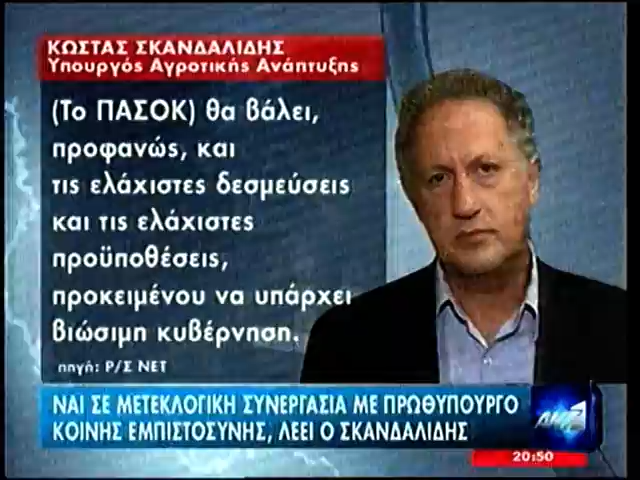 ΚΩΣΤΑΣ ΣΚΑΝΔΑΛΙΔΗΣ
Υπουργός Αγροτικής Ανάπτυξης
(Το ΠΑΣΟΚ) θα βάλει,
προφανώς, και
τις ελάχιστες δεσμεύσεις
και τις ελάχιστες
προϋποθέσεις,
προκειμένου να υπάρχει
βιώσιμη κυβέρνηση.
πηγή: Ρ/Σ ΝΕΤ
ΝΑΙ ΣΕ ΜΕΤΕΚΛΟΓΙΚΗ ΣΥΝΕΡΓΑΣΙΑ ΜΕ ΠΡΩΘΥΠΟΥΡΓΟ
ΚΟΙΝΗΣ ΕΜΠΙΣΤΟΣΥΝΗΣ, ΛΕΕΙ Ο ΣΚΑΝΔΑΛΙΔΗΣ
ΑΝΤ1
20:50